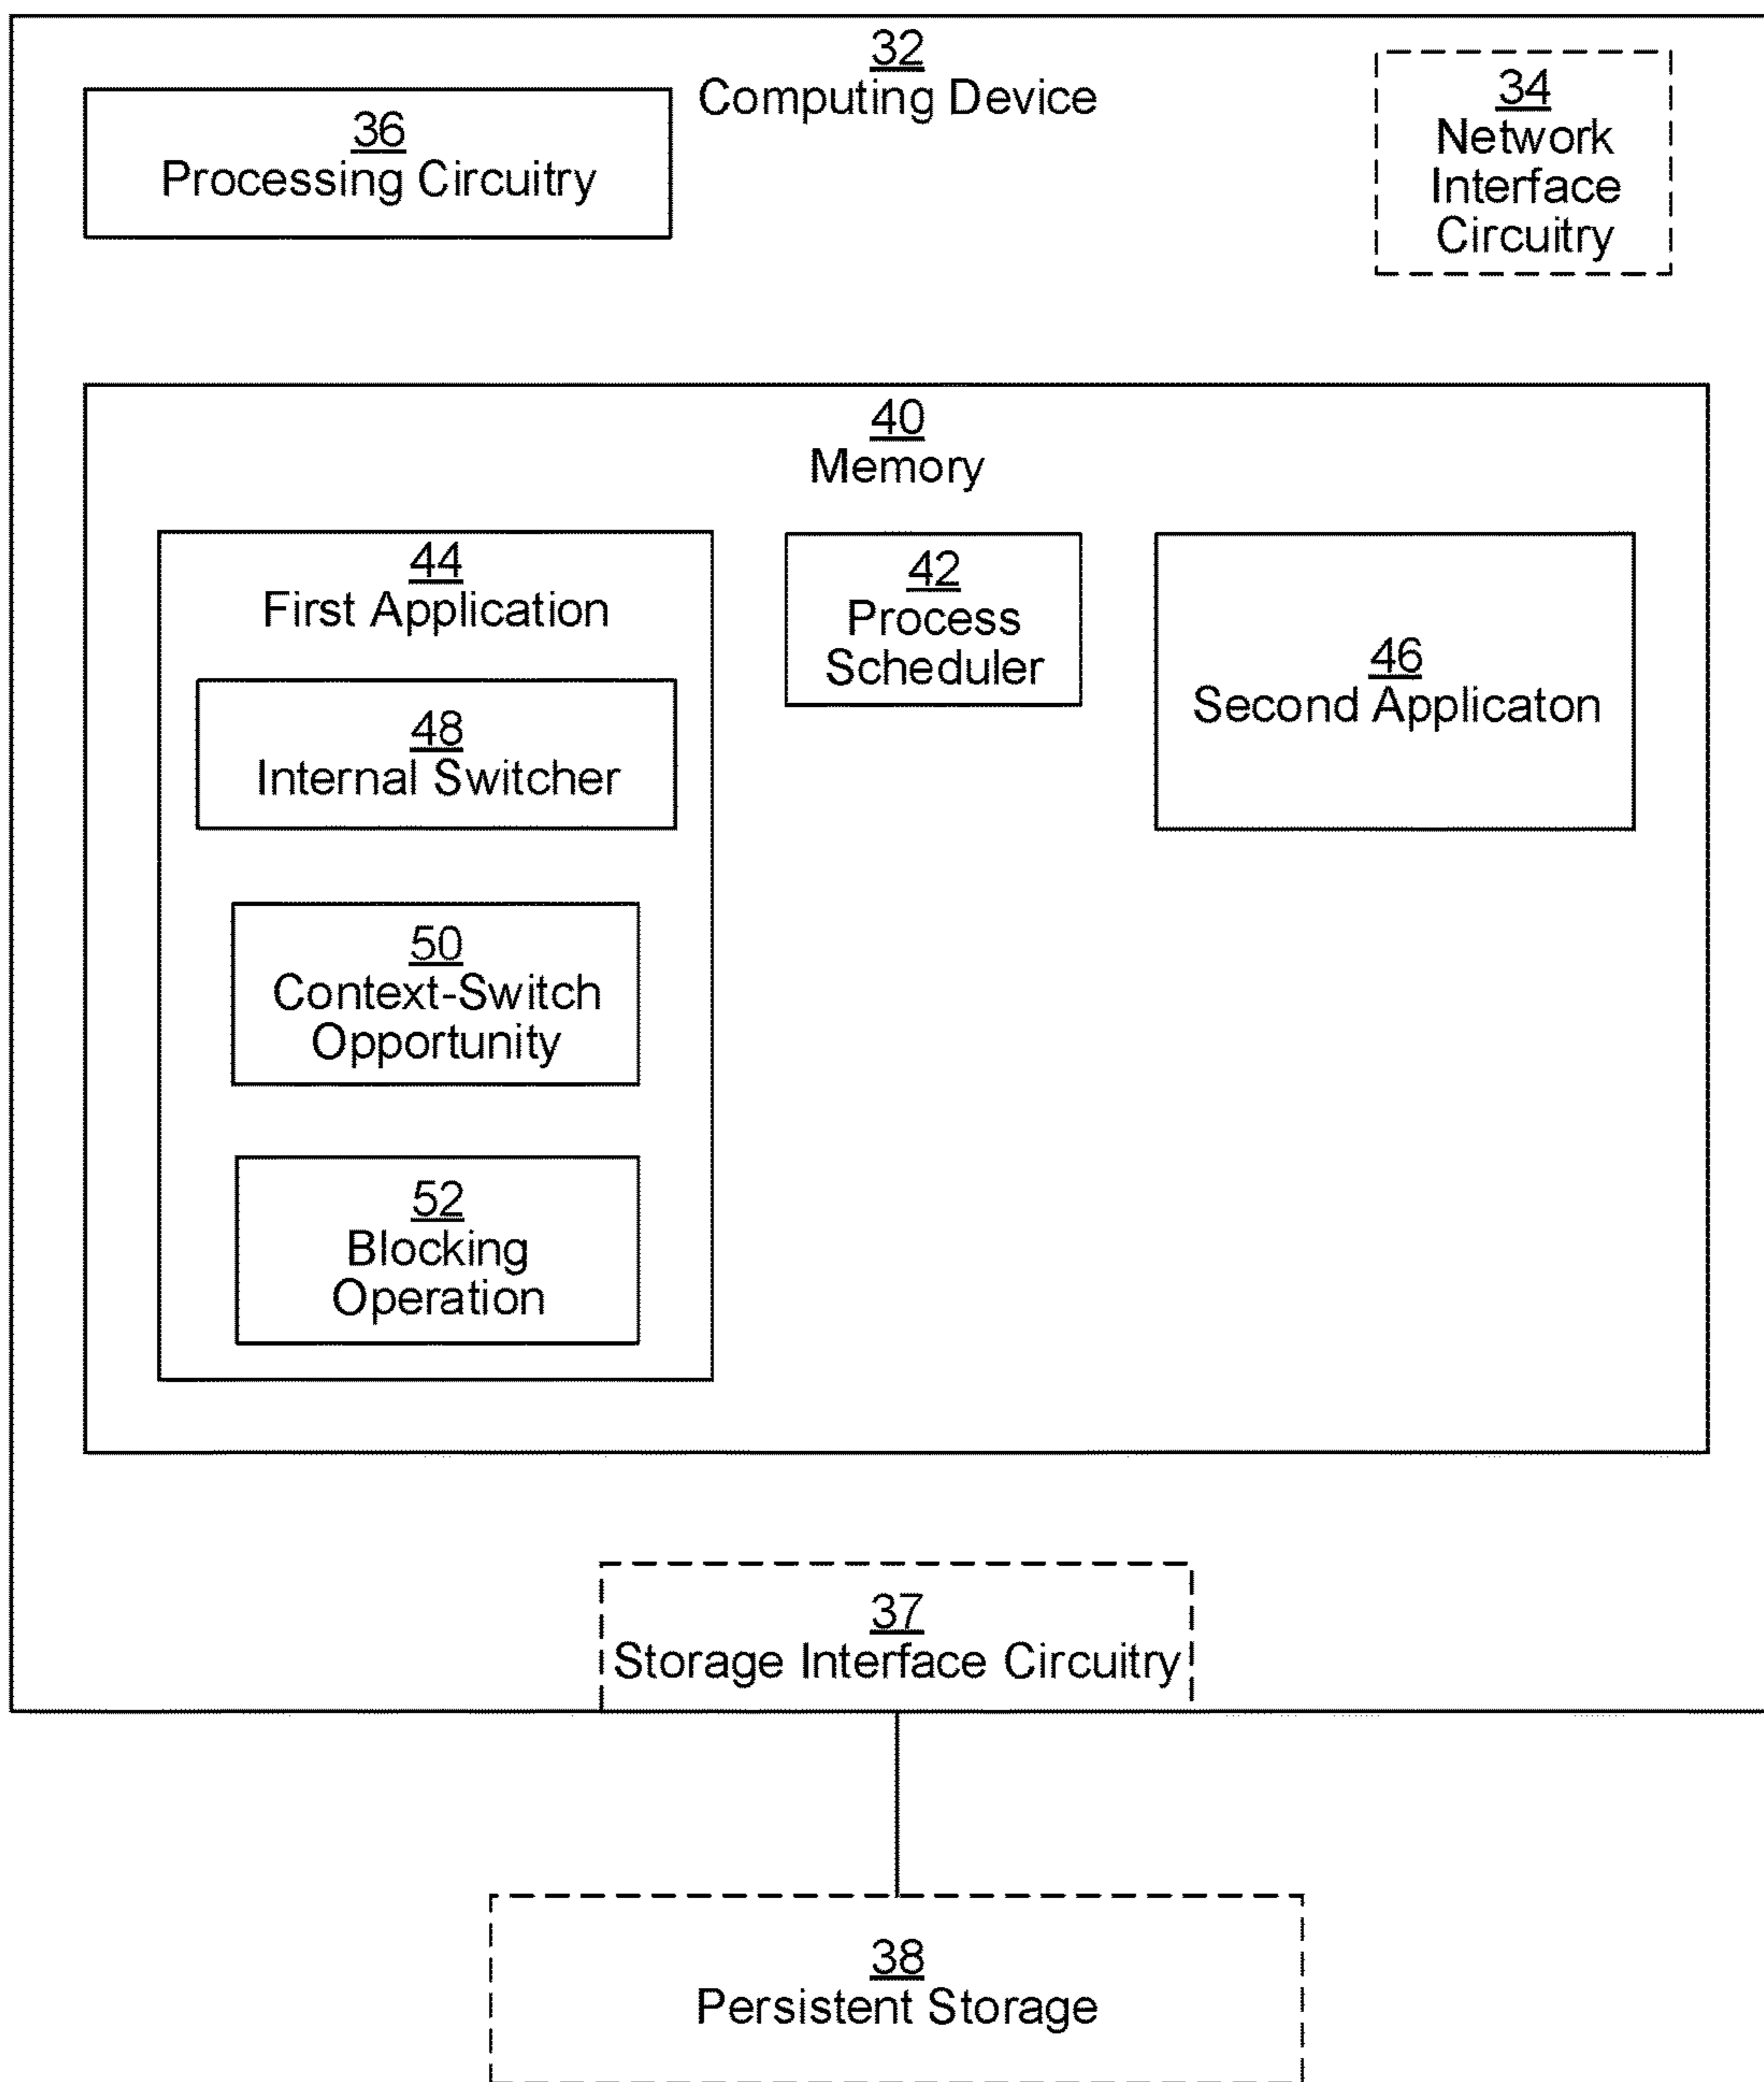 32
Computing Device
34
Network
Interface
Circuitry
36
Processing Circuitry
40
Memory
44
First Application
42
Process
Scheduler
46
Second Applicaton
48
Internal Switcher
50
Context-Switch
Opportunity
52
Blocking
Operation
37
Storage Interface Circuitry
38
Persistent Storage